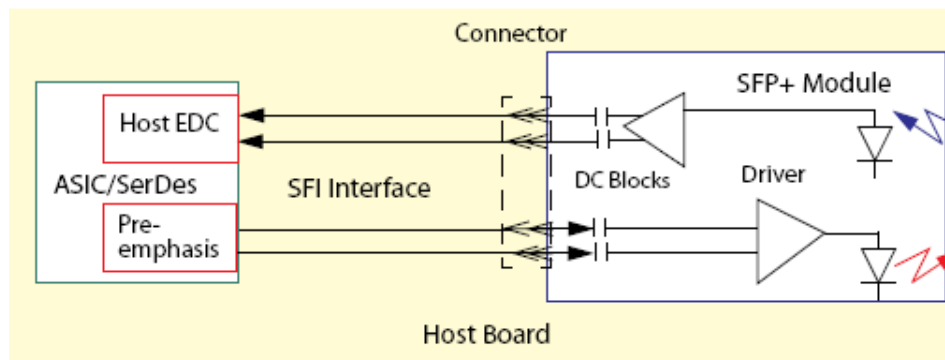 Connector
SFP+ Module
Host EDC
ASIC/SerDes
SFI Interface
DC Blocks
Driver
Pre-
emphasis
Host Board